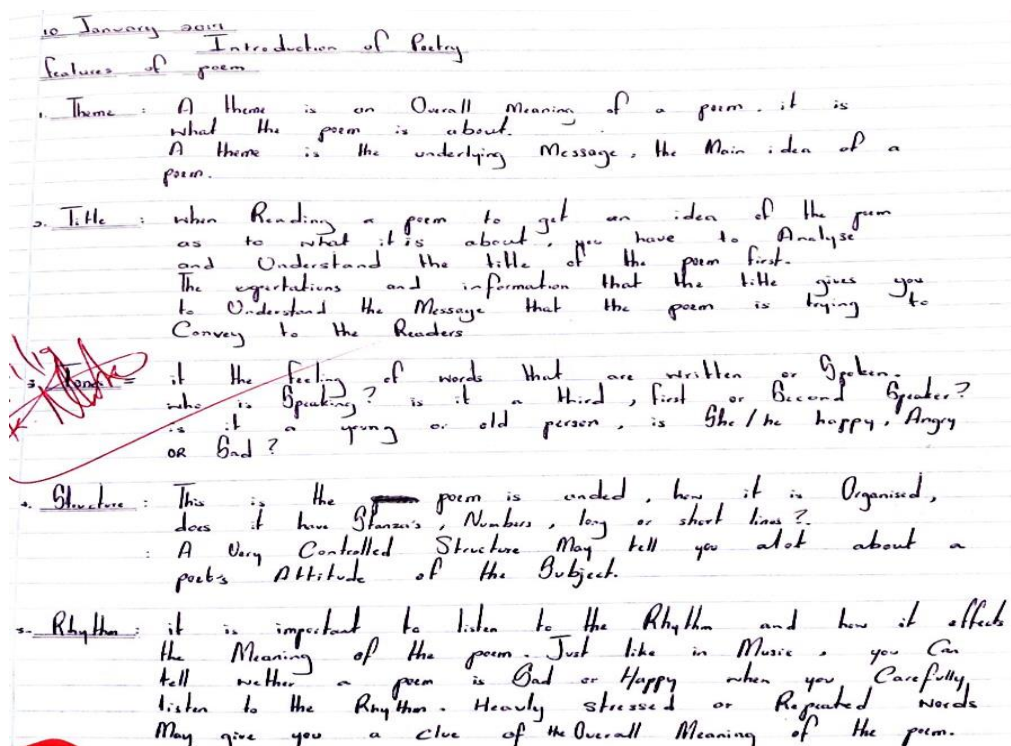 10 January 2019
Introduction of Poetry
features of poem
1. Theme : A theme is an Overall Meaning of a poem. it is
what the poem is about.
A theme is the underlying Message, the Main idea of a
poem.
2. Title : when Reading a poem to get an idea of the poem
as to what it is about, you have to Analyse
and Understand the title of the poem first.
The expectations and information that the title gives you
to Understand the Message that the poem is trying to
Convey to the Readers
3. Tone = it the feeling of words that are written or Spoken.
who is Speaking? is it a third, first or Second Speaker?
is it a young or old person, is She/he happy, Angry
OR Sad?
4. Structure : This is the poem is ended, how it is Organised,
does it have Stanza's, Numbers, long or short lines?.
: A Very Controlled Structure May tell you alot about a
poet's Attitude of the Subject.
5. Rhythm : it is important to listen to the Rhythm and how it effects
the Meaning of the poem. Just like in Music, you Can
tell wether a poem is Sad or Happy when you Carefully
listen to the Rhythm. Heavly stressed or Repeated words
May give you a clue of the Overall Meaning of the poem.